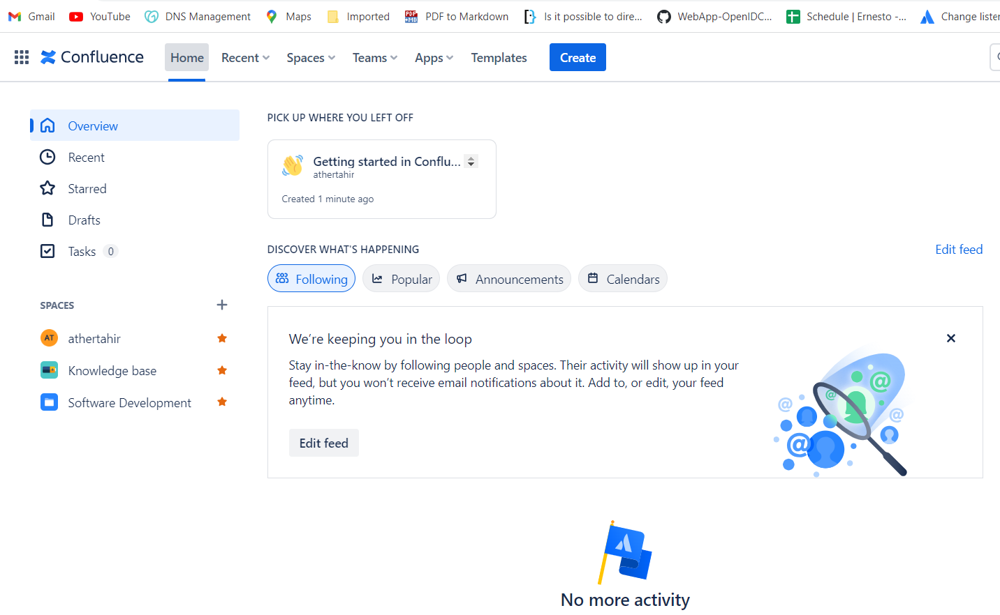 Gmail YouTube DNS Management Maps Imported PDF to Markdown Is it possible to dire... WebApp-OpenIDC... Schedule | Ernesto -... Change lister
Confluence Home Recent Spaces Teams Apps Templates Create
Overview
Recent
Starred
Drafts
Tasks 0
SPACES
AT athertahir
Knowledge base
Software Development
PICK UP WHERE YOU LEFT OFF
Getting started in Conflu...
athertahir
Created 1 minute ago
DISCOVER WHAT'S HAPPENING Edit feed
Following Popular Announcements Calendars
We’re keeping you in the loop
Stay in-the-know by following people and spaces. Their activity will show up in your
feed, but you won’t receive email notifications about it. Add to, or edit, your feed
anytime.
Edit feed
No more activity